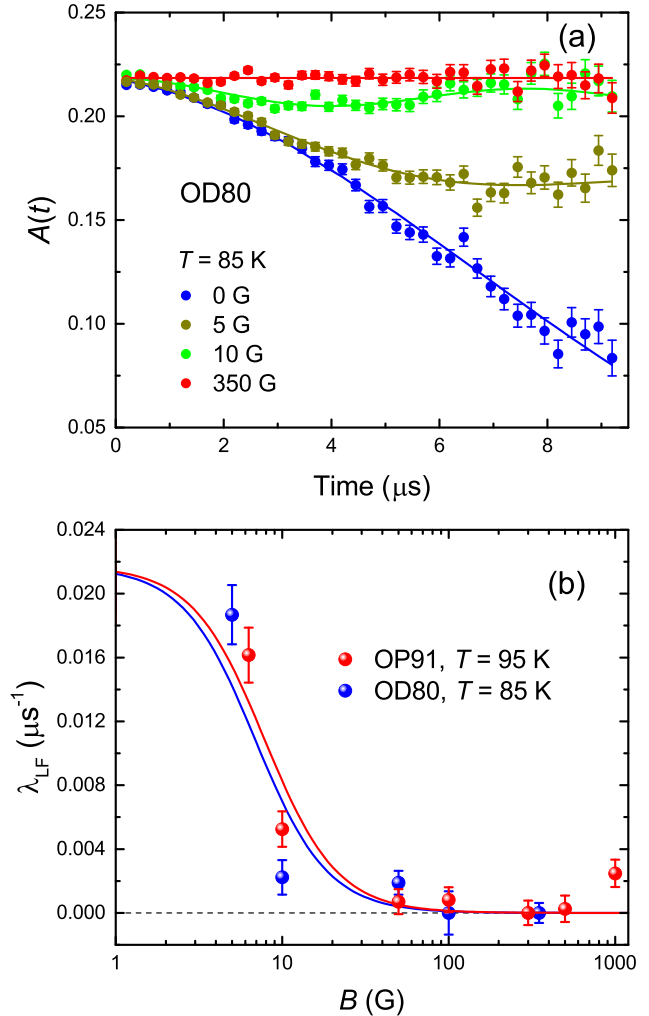 (a)
0.25
0.20
0.15
0.10
0.05
A(t)
OD80
T = 85 K
0 G
5 G
10 G
350 G
0 2 4 6 8
Time (μs)
(b)
0.024
0.020
0.016
0.012
0.008
0.004
0.000
λLF (μs-1)
OP91, T = 95 K
OD80, T = 85 K
1 10 100 1000
B (G)